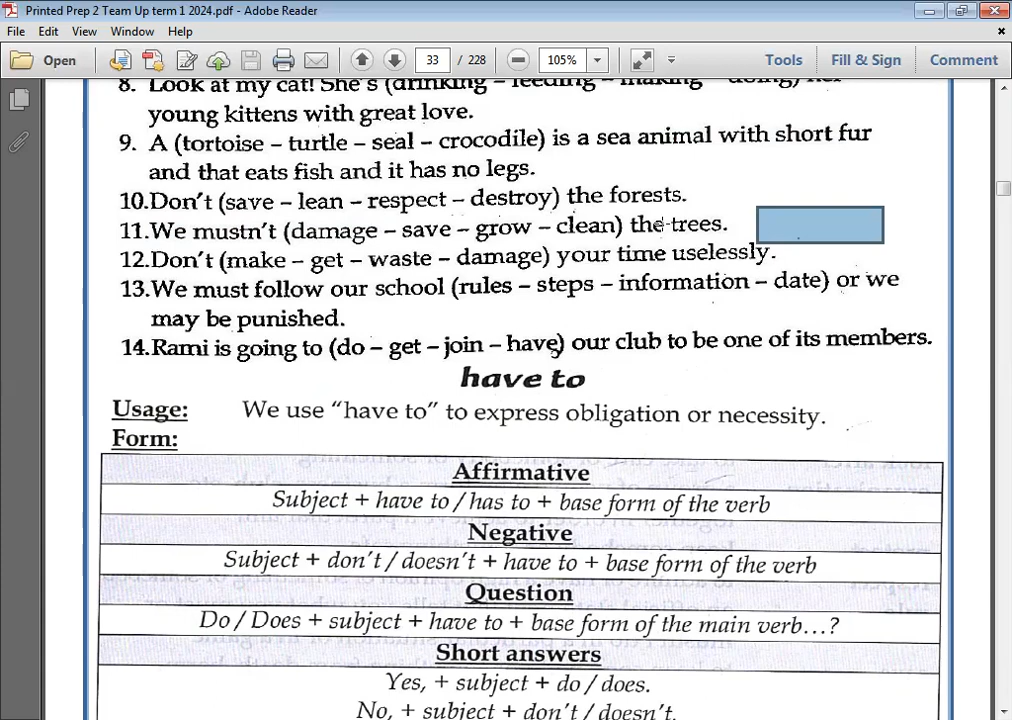 Printed Prep 2 Team Up term 1 2024.pdf - Adobe Reader
File Edit View Window Help
Open 33 / 228 105% Tools Fill & Sign Comment
8. Look at my cat! She's (drinking – feeding – making – doing) her
young kittens with great love.
9. A (tortoise – turtle – seal – crocodile) is a sea animal with short fur
and that eats fish and it has no legs.
10.Don't (save – lean – respect – destroy) the forests.
11.We mustn't (damage – save – grow – clean) the trees.
12.Don't (make – get – waste – damage) your time uselessly.
13.We must follow our school (rules – steps – information – date) or we
may be punished.
14.Rami is going to (do – get – join – have) our club to be one of its members.
have to
Usage: We use "have to" to express obligation or necessity.
Form:
Affirmative
Subject + have to / has to + base form of the verb
Negative
Subject + don't / doesn't + have to + base form of the verb
Question
Do / Does + subject + have to + base form of the main verb…?
Short answers
Yes, + subject + do / does.
No, + subject + don't / doesn't.